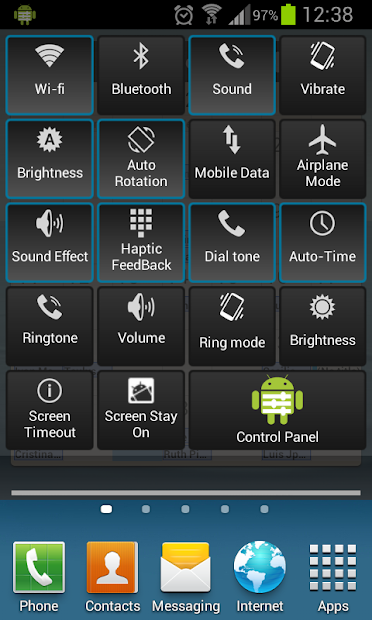 97% 12:38
Wi-fi
Bluetooth
Sound
Vibrate
Brightness
Auto
Rotation
Mobile Data
Airplane
Mode
Sound Effect
Haptic
FeedBack
Dial tone
Auto-Time
Ringtone
Volume
Ring mode
Brightness
Screen
Timeout
Screen Stay
On
Control Panel
Cristina...
Ruth Pi...
Luis Jp...
Phone
Contacts
Messaging
Internet
Apps